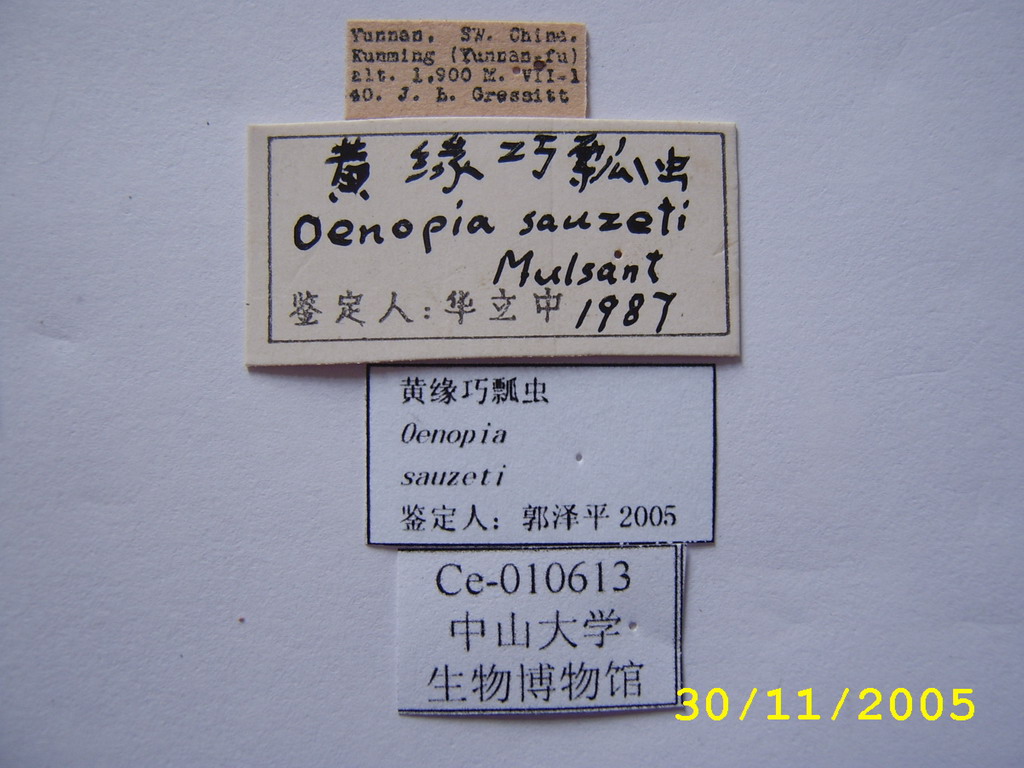 Yunnan, SW. China.
Kunming (Yunnan-fu)
alt. 1,900 M. VII-1
40. J. L. Gressitt
黄缘巧瓢虫
Oenopia sauzeti
Mulsant
鉴定人:华立中 1987
黄缘巧瓢虫
Oenopia
sauzeti
鉴定人：郭泽平 2005
Ce-010613
中山大学
生物博物馆
30/11/2005